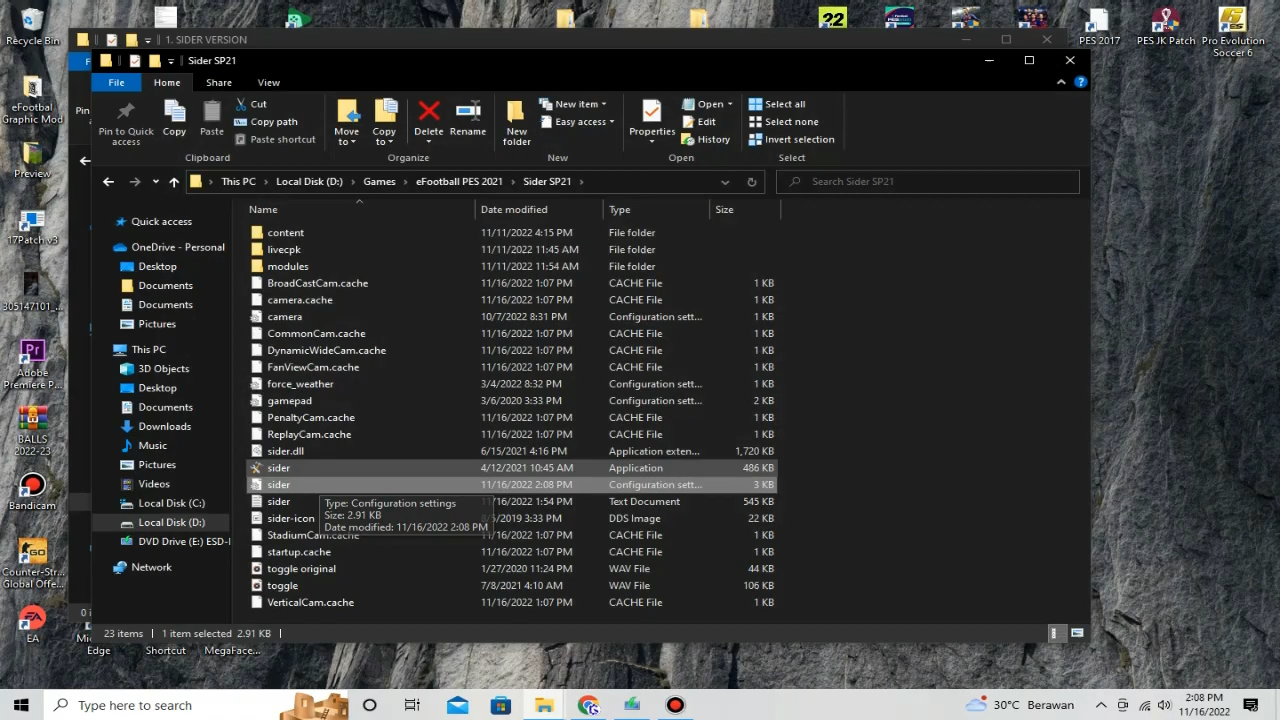 Recycle Bin
eFootbal
Graphic Mod
Preview
17Patch v3
305147101_...
Adobe
Premiere P...
BALLS
2022-23
Bandicam
Counter-Str...
Global Offe...
EA
Edge
Shortcut
MegaFace...
PES 2017
PES JK Patch
Pro Evolution
Soccer 6
22
1. SIDER VERSION
Sider SP21
File
Home
Share
View
Pin to Quick
access
Copy
Paste
Cut
Copy path
Paste shortcut
Clipboard
Move
to
Copy
to
Delete
Rename
Organize
New
folder
New item
Easy access
New
Properties
Open
Edit
History
Open
Select all
Select none
Invert selection
Select
This PC
Local Disk (D:)
Games
eFootball PES 2021
Sider SP21
Search Sider SP21
Quick access
OneDrive - Personal
Desktop
Documents
Documents
Pictures
This PC
3D Objects
Desktop
Documents
Downloads
Music
Pictures
Videos
Local Disk (C:)
Local Disk (D:)
DVD Drive (E:) ESD-I
Network
Name Date modified Type Size
content 11/11/2022 4:15 PM File folder
livecpk 11/11/2022 11:45 AM File folder
modules 11/11/2022 11:54 AM File folder
BroadCastCam.cache 11/16/2022 1:07 PM CACHE File 1 KB
camera.cache 11/16/2022 1:07 PM CACHE File 1 KB
camera 10/7/2022 8:31 PM Configuration sett... 1 KB
CommonCam.cache 11/16/2022 1:07 PM CACHE File 1 KB
DynamicWideCam.cache 11/16/2022 1:07 PM CACHE File 1 KB
FanViewCam.cache 11/16/2022 1:07 PM CACHE File 1 KB
force_weather 3/4/2022 8:32 PM Configuration sett... 1 KB
gamepad 3/6/2020 3:33 PM Configuration sett... 2 KB
PenaltyCam.cache 11/16/2022 1:07 PM CACHE File 1 KB
ReplayCam.cache 11/16/2022 1:07 PM CACHE File 1 KB
sider.dll 6/15/2021 4:16 PM Application exten... 1,720 KB
sider 4/12/2021 10:45 AM Application 486 KB
sider 11/16/2022 2:08 PM Configuration sett... 3 KB
sider 1:54 PM Text Document 545 KB
sider-icon 3:33 PM DDS Image 22 KB
StadiumCam.cache 11/16/2022 1:07 PM CACHE File 1 KB
startup.cache 11/16/2022 1:07 PM CACHE File 1 KB
toggle original 1/27/2020 11:24 PM WAV File 44 KB
toggle 7/8/2021 4:10 AM WAV File 106 KB
VerticalCam.cache 11/16/2022 1:07 PM CACHE File 1 KB
Type: Configuration settings
Size: 2.91 KB
Date modified: 11/16/2022 2:08 PM
23 items 1 item selected 2.91 KB
Type here to search
30°C Berawan
2:08 PM
11/16/2022